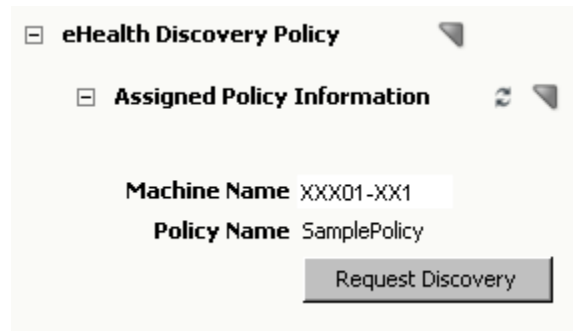 eHealth Discovery Policy
Assigned Policy Information
Machine Name XXX01-XX1
Policy Name SamplePolicy
Request Discovery